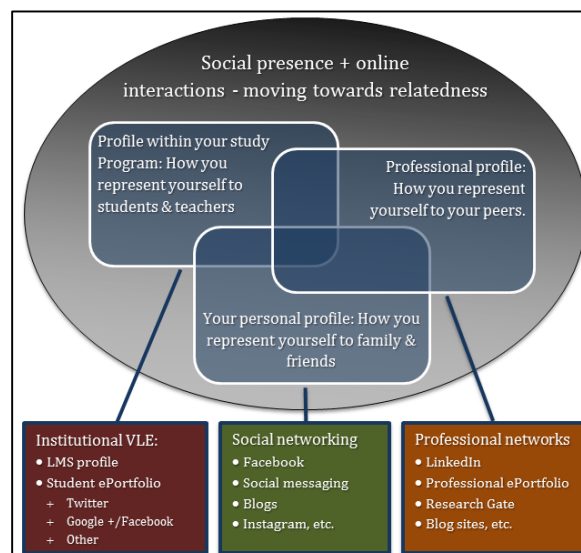 Social presence + online
interactions - moving towards relatedness
Profile within your study
Program: How you
represent yourself to
students & teachers
Professional profile:
How you represent
yourself to your peers.
Your personal profile: How you
represent yourself to family &
friends
Institutional VLE:
• LMS profile
• Student ePortfolio
+ Twitter
+ Google +/Facebook
+ Other
Social networking
• Facebook
• Social messaging
• Blogs
• Instagram, etc.
Professional networks
• LinkedIn
• Professional ePortfolio
• Research Gate
• Blog sites, etc.